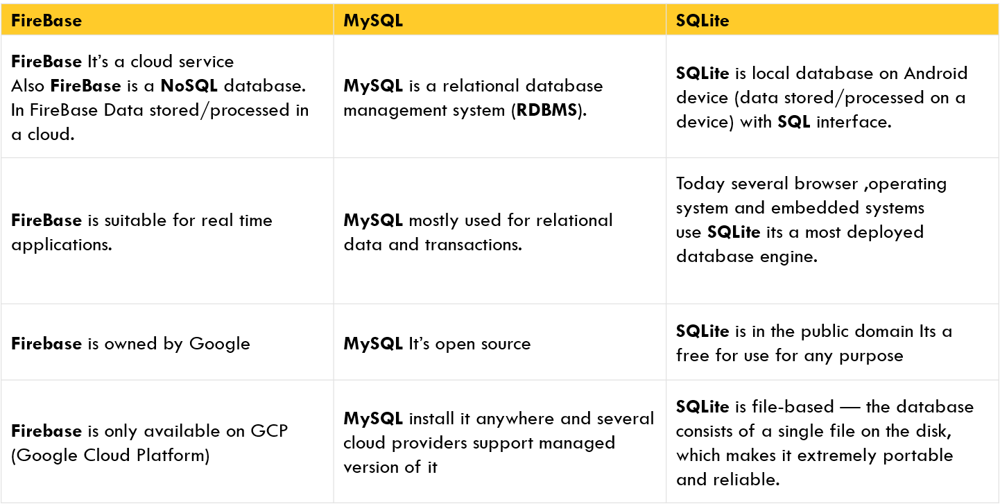 FireBase
MySQL
SQLite
FireBase It's a cloud service
Also FireBase is a NoSQL database.
In FireBase Data stored/processed in
a cloud.
MySQL is a relational database
management system (RDBMS).
SQLite is local database on Android
device (data stored/processed on a
device) with SQL interface.
FireBase is suitable for real time
applications.
MySQL mostly used for relational
data and transactions.
Today several browser ,operating
system and embedded systems
use SQLite its a most deployed
database engine.
Firebase is owned by Google
MySQL It's open source
SQLite is in the public domain Its a
free for use for any purpose
Firebase is only available on GCP
(Google Cloud Platform)
MySQL install it anywhere and several
cloud providers support managed
version of it
SQLite is file-based — the database
consists of a single file on the disk,
which makes it extremely portable
and reliable.